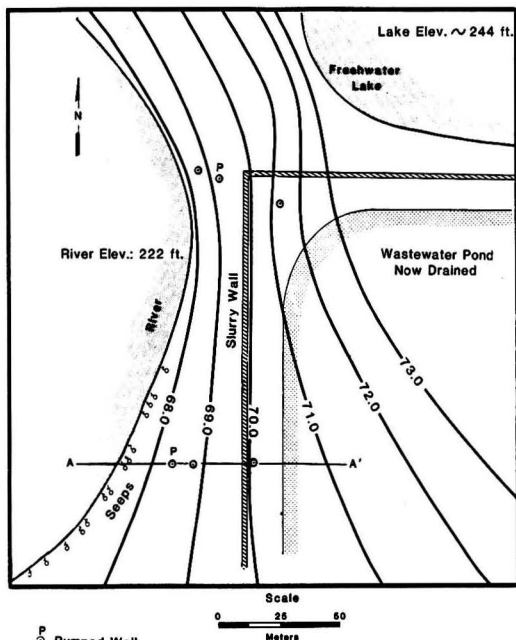 Lake Elev. ~ 244 ft.
Freshwater
Lake
N
P
River Elev.: 222 ft.
Wastewater Pond
Now Drained
Slurry Wall
River
73.0
72.0
71.0
70.0
69.0
68.0
A
P
A'
Seeps
Scale
0 25 50
Meters
P
Pumped Well